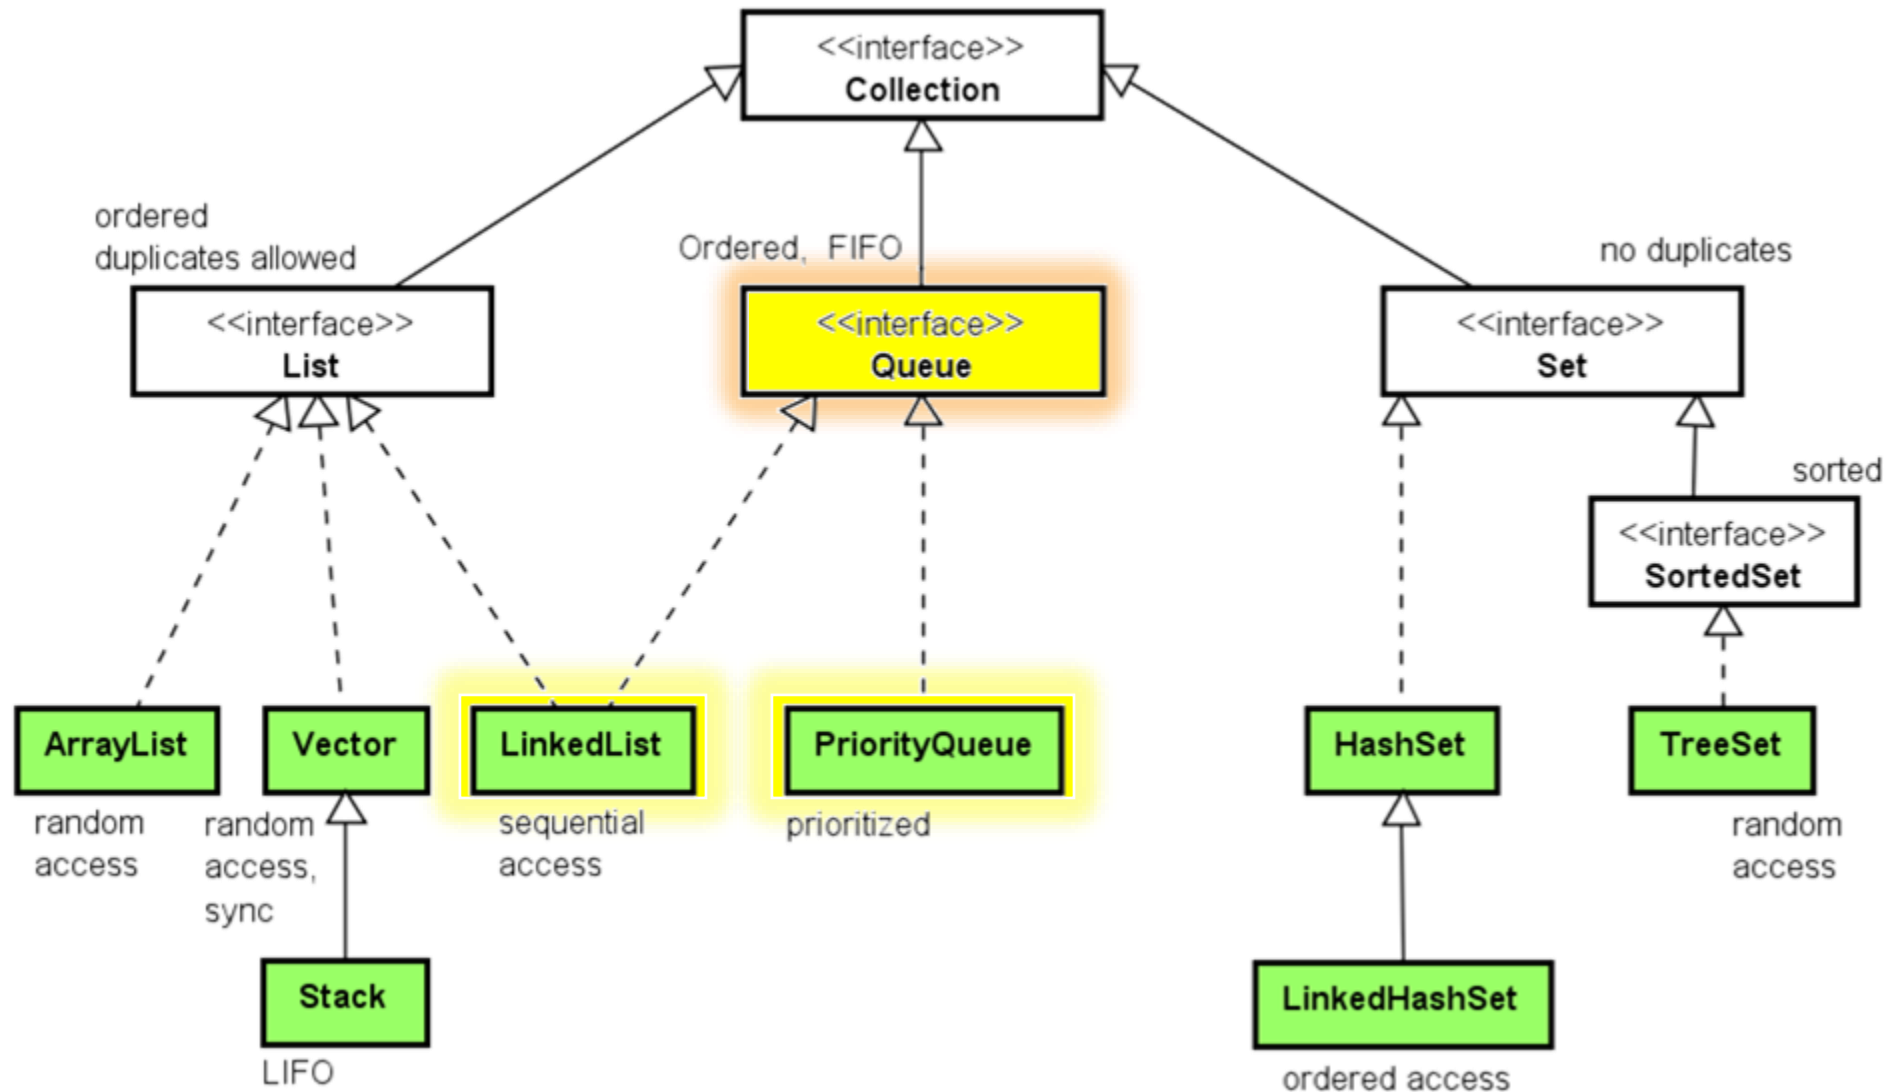 <<interface>>
Collection
ordered
duplicates allowed
Ordered, FIFO
no duplicates
<<interface>>
List
<<interface>>
Queue
<<interface>>
Set
sorted
<<interface>>
SortedSet
ArrayList
Vector
LinkedList
PriorityQueue
HashSet
TreeSet
random
access
random
access,
sync
sequential
access
prioritized
random
access
Stack
LIFO
LinkedHashSet
ordered access